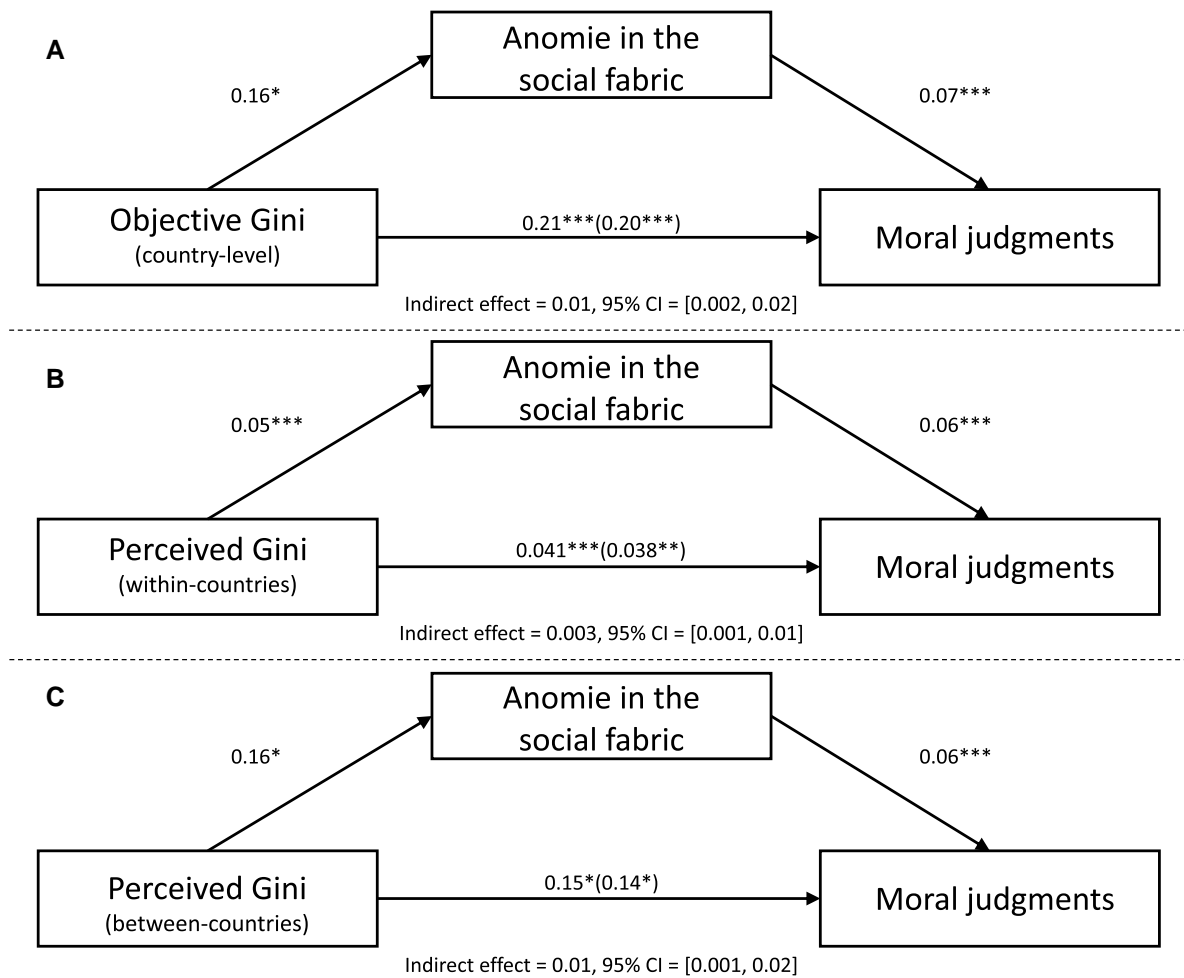 A
Anomie in the
social fabric
0.16*
0.07***
Objective Gini
(country-level)
0.21***(0.20***)
Moral judgments
Indirect effect = 0.01, 95% CI = [0.002, 0.02]
B
Anomie in the
social fabric
0.05***
0.06***
Perceived Gini
(within-countries)
0.041***(0.038**)
Moral judgments
Indirect effect = 0.003, 95% CI = [0.001, 0.01]
C
Anomie in the
social fabric
0.16*
0.06***
Perceived Gini
(between-countries)
0.15*(0.14*)
Moral judgments
Indirect effect = 0.01, 95% CI = [0.001, 0.02]